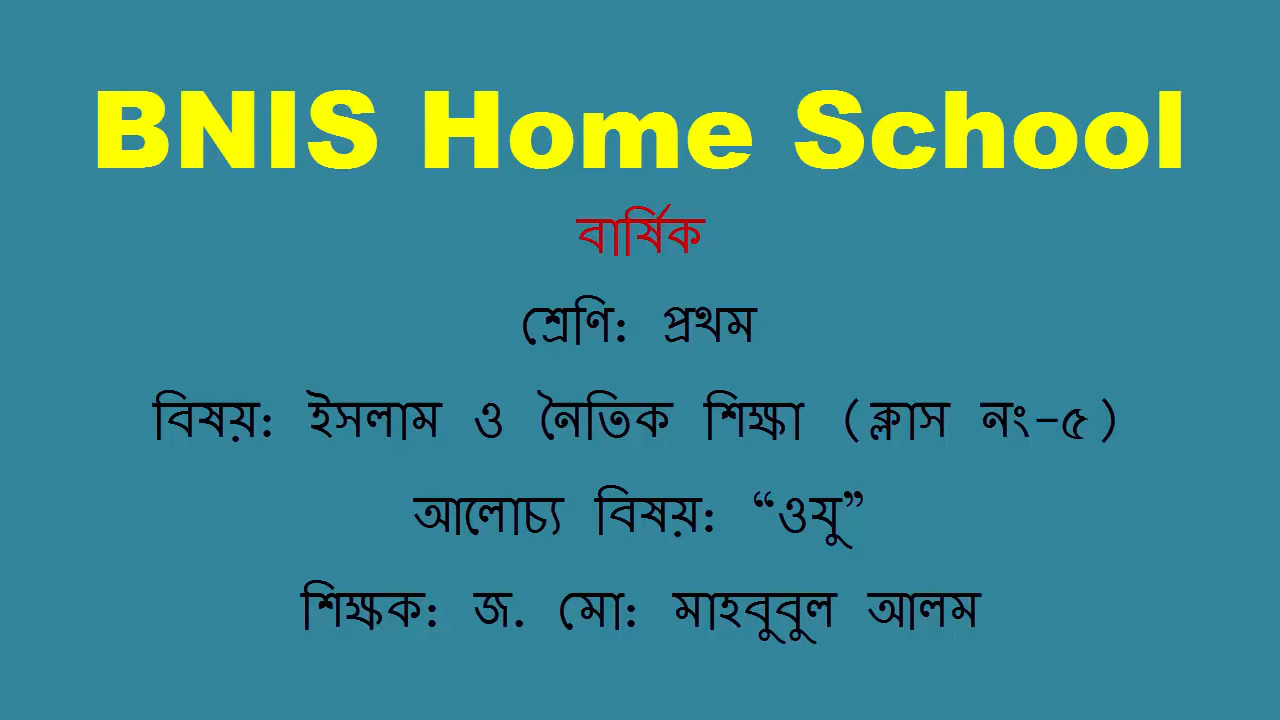 BNIS Home School
বার্ষিক
শ্রেণি: প্রথম
বিষয়: ইসলাম ও নৈতিক শিক্ষা (ক্লাস নং-৫)
আলোচ্য বিষয়: “ওযু”
শিক্ষক: জ. মো: মাহবুবুল আলম